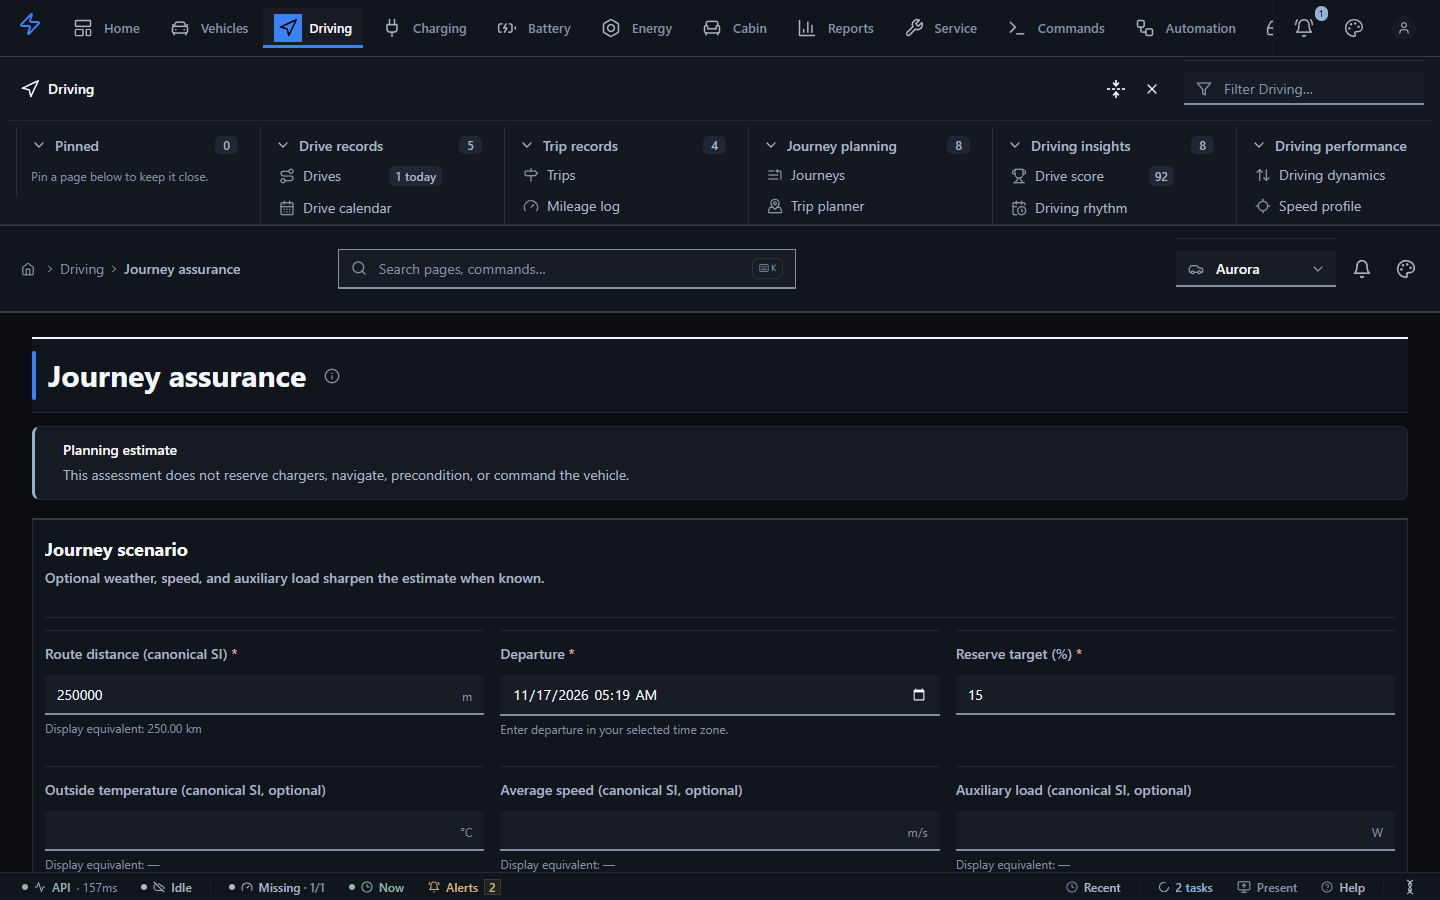 Home
Vehicles
Driving
Charging
Battery
Energy
Cabin
Reports
Service
Commands
Automation
1
Driving
Filter Driving...
Pinned 0
Pin a page below to keep it close.
Drive records 5
Drives 1 today
Drive calendar
Trip records 4
Trips
Mileage log
Journey planning 8
Journeys
Trip planner
Driving insights 8
Drive score 92
Driving rhythm
Driving performance
Driving dynamics
Speed profile
Driving
Journey assurance
Search pages, commands...
K
Aurora
Journey assurance
Planning estimate
This assessment does not reserve chargers, navigate, precondition, or command the vehicle.
Journey scenario
Optional weather, speed, and auxiliary load sharpen the estimate when known.
Route distance (canonical SI) *
250000 m
Display equivalent: 250.00 km
Departure *
11/17/2026 05:19 AM
Enter departure in your selected time zone.
Reserve target (%) *
15
Outside temperature (canonical SI, optional)
°C
Display equivalent: —
Average speed (canonical SI, optional)
m/s
Display equivalent: —
Auxiliary load (canonical SI, optional)
W
Display equivalent: —
API · 157ms
Idle
Missing · 1/1
Now
Alerts 2
Recent
2 tasks
Present
Help